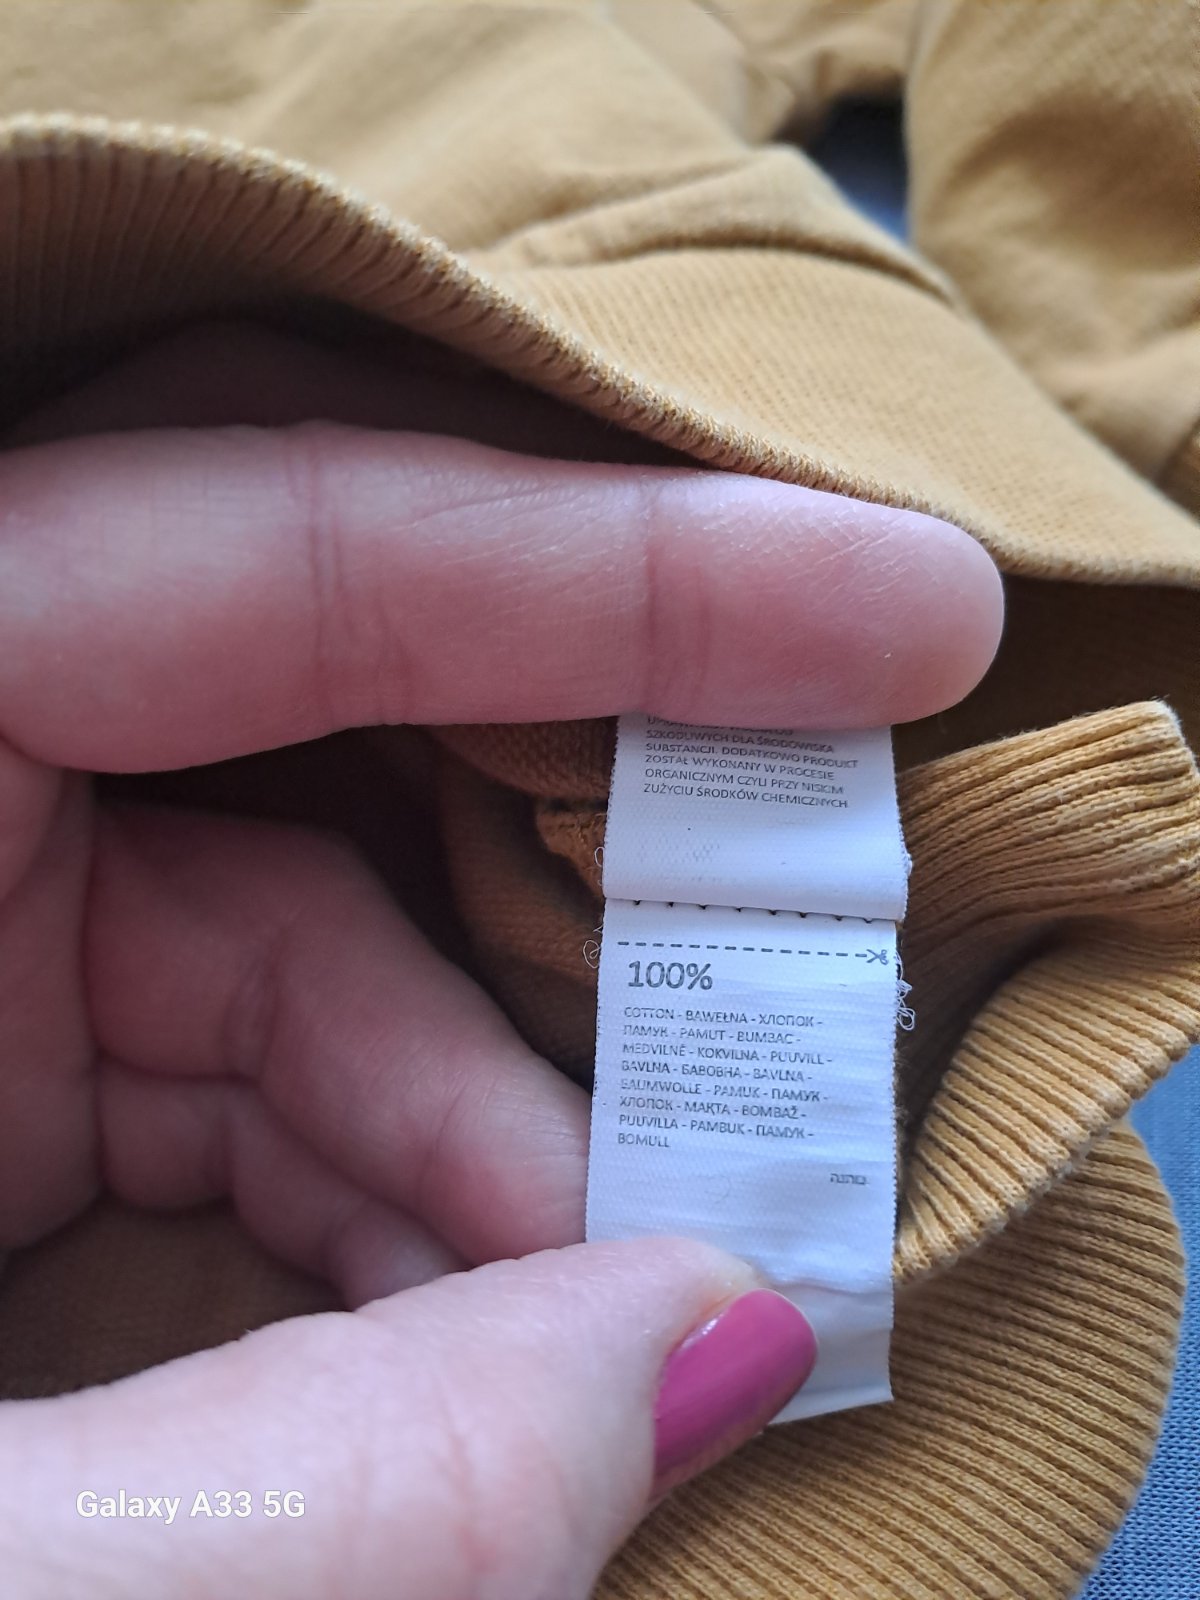 SZKODLIWYCH DLA ŚRODOWISKA
SUBSTANCJI. DODATKOWO PRODUKT
ZOSTAŁ WYKONANY W PROCESIE
ORGANICZNYM CZYLI PRZY NISKIM
ZUŻYCIU ŚRODKÓW CHEMICZNYCH
100%
COTTON - BAWEŁNA - ХЛОПОК -
ПАМУК - PAMUT - BUMBAC -
MEDVILNĖ - KOKVILNA - PUUVILL -
BAVLNA - БАВОВНА - BAVLNA -
BAUMWOLLE - PAMUK - ПАМУК -
ХЛОПОК - МАҚТА - BOMBAŽ -
PUUVILLA - PAMBUK - ПАМУК -
BOMULL
כותנה
Galaxy A33 5G